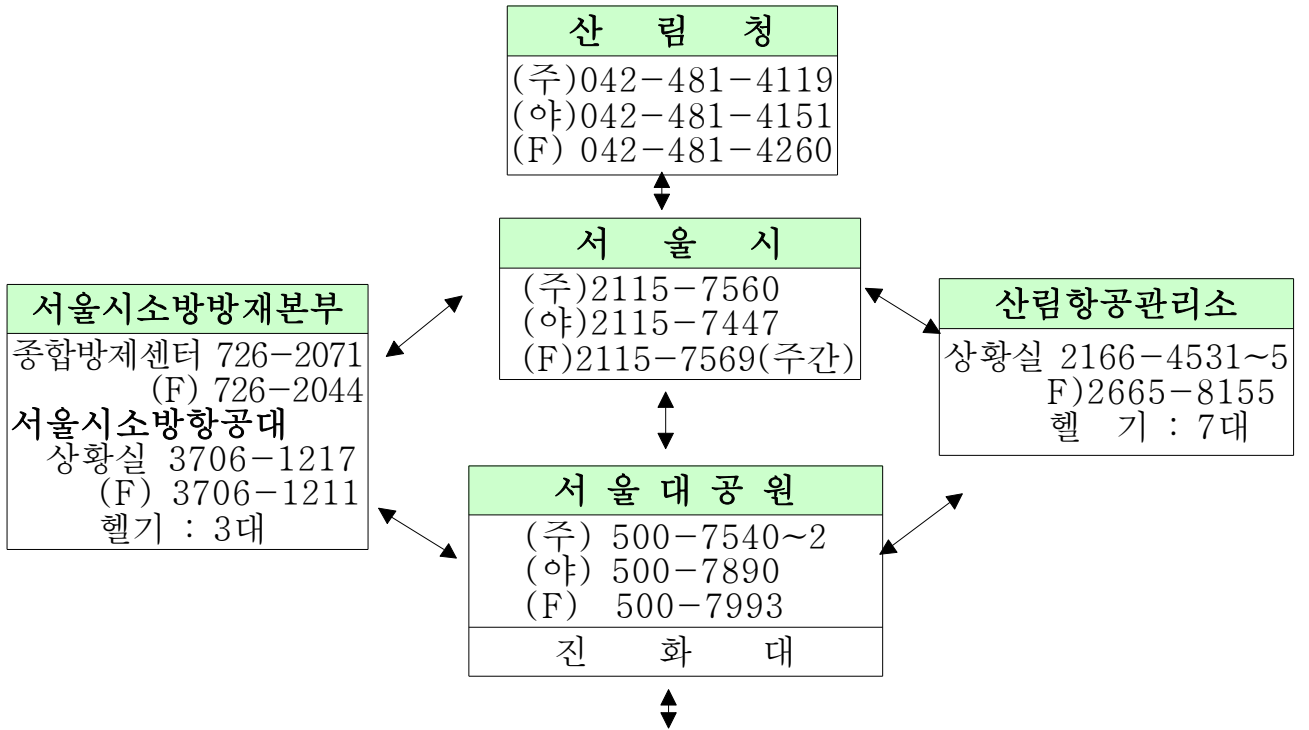 산 림 청
(주)042-481-4119
(야)042-481-4151
(F) 042-481-4260
서 울 시
(주)2115-7560
(야)2115-7447
(F)2115-7569(주간)
서울시소방방재본부
종합방제센터 726-2071
(F) 726-2044
서울시소방항공대
상황실 3706-1217
(F) 3706-1211
헬기 : 3대
산림항공관리소
상황실 2166-4531~5
F)2665-8155
헬 기 : 7대
서 울 대 공 원
(주) 500-7540~2
(야) 500-7890
(F) 500-7993
진 화 대